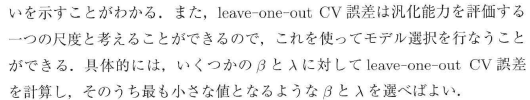 いを示すことがわかる．また，leave-one-out CV 誤差は汎化能力を評価する
一つの尺度と考えることができるので，これを使ってモデル選択を行なうこと
ができる．具体的には，いくつかの β と λ に対して leave-one-out CV 誤差
を計算し，そのうち最も小さな値となるような β と λ を選べばよい．